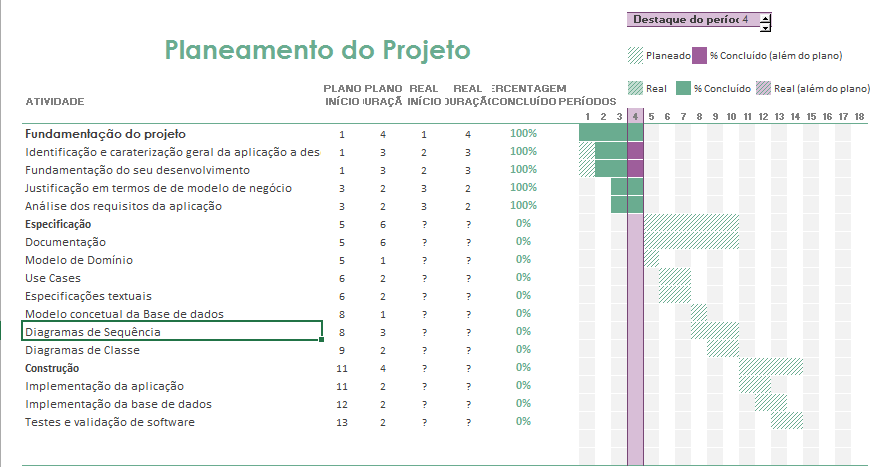 Destaque do períoc 4
Planeamento do Projeto
Planeado % Concluído (além do plano)
Real % Concluído Real (além do plano)
PLANO PLANO REAL REAL ERCENTAGEM
ATIVIDADE INÍCIO URAÇÃ INÍCIO URAÇÃ CONCLUÍDO PERÍODOS
1 2 3 4 5 6 7 8 9 10 11 12 13 14 15 16 17 18
Fundamentação do projeto 1 4 1 4 100%
Identificação e caraterização geral da aplicação a des 1 3 2 3 100%
Fundamentação do seu desenvolvimento 1 3 2 3 100%
Justificação em termos de de modelo de negócio 3 2 3 2 100%
Análise dos requisitos da aplicação 3 2 3 2 100%
Especificação 5 6 ? ? 0%
Documentação 5 6 ? ? 0%
Modelo de Domínio 5 1 ? ? 0%
Use Cases 6 2 ? ? 0%
Especificações textuais 6 2 ? ? 0%
Modelo concetual da Base de dados 8 1 ? ? 0%
Diagramas de Sequência 8 3 ? ? 0%
Diagramas de Classe 9 2 ? ? 0%
Construção 11 4 ? ? 0%
Implementação da aplicação 11 2 ? ? 0%
Implementação da base de dados 12 2 ? ? 0%
Testes e validação de software 13 2 ? ? 0%